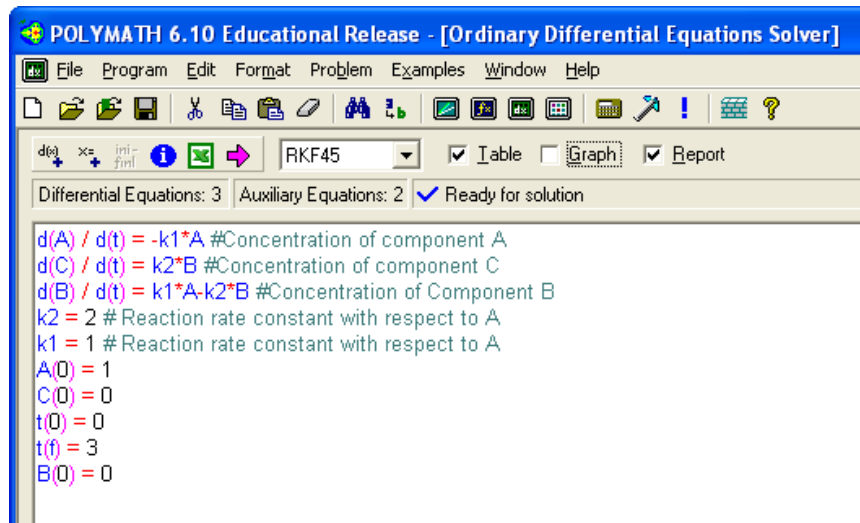 POLYMATH 6.10 Educational Release - [Ordinary Differential Equations Solver]
File Program Edit Format Problem Examples Window Help
d(x) x= ini- finl RKF45 Table Graph Report
Differential Equations: 3 Auxiliary Equations: 2 Ready for solution
d(A) / d(t) = -k1*A #Concentration of component A
d(C) / d(t) = k2*B #Concentration of component C
d(B) / d(t) = k1*A-k2*B #Concentration of Component B
k2 = 2 # Reaction rate constant with respect to A
k1 = 1 # Reaction rate constant with respect to A
A(0) = 1
C(0) = 0
t(0) = 0
t(f) = 3
B(0) = 0